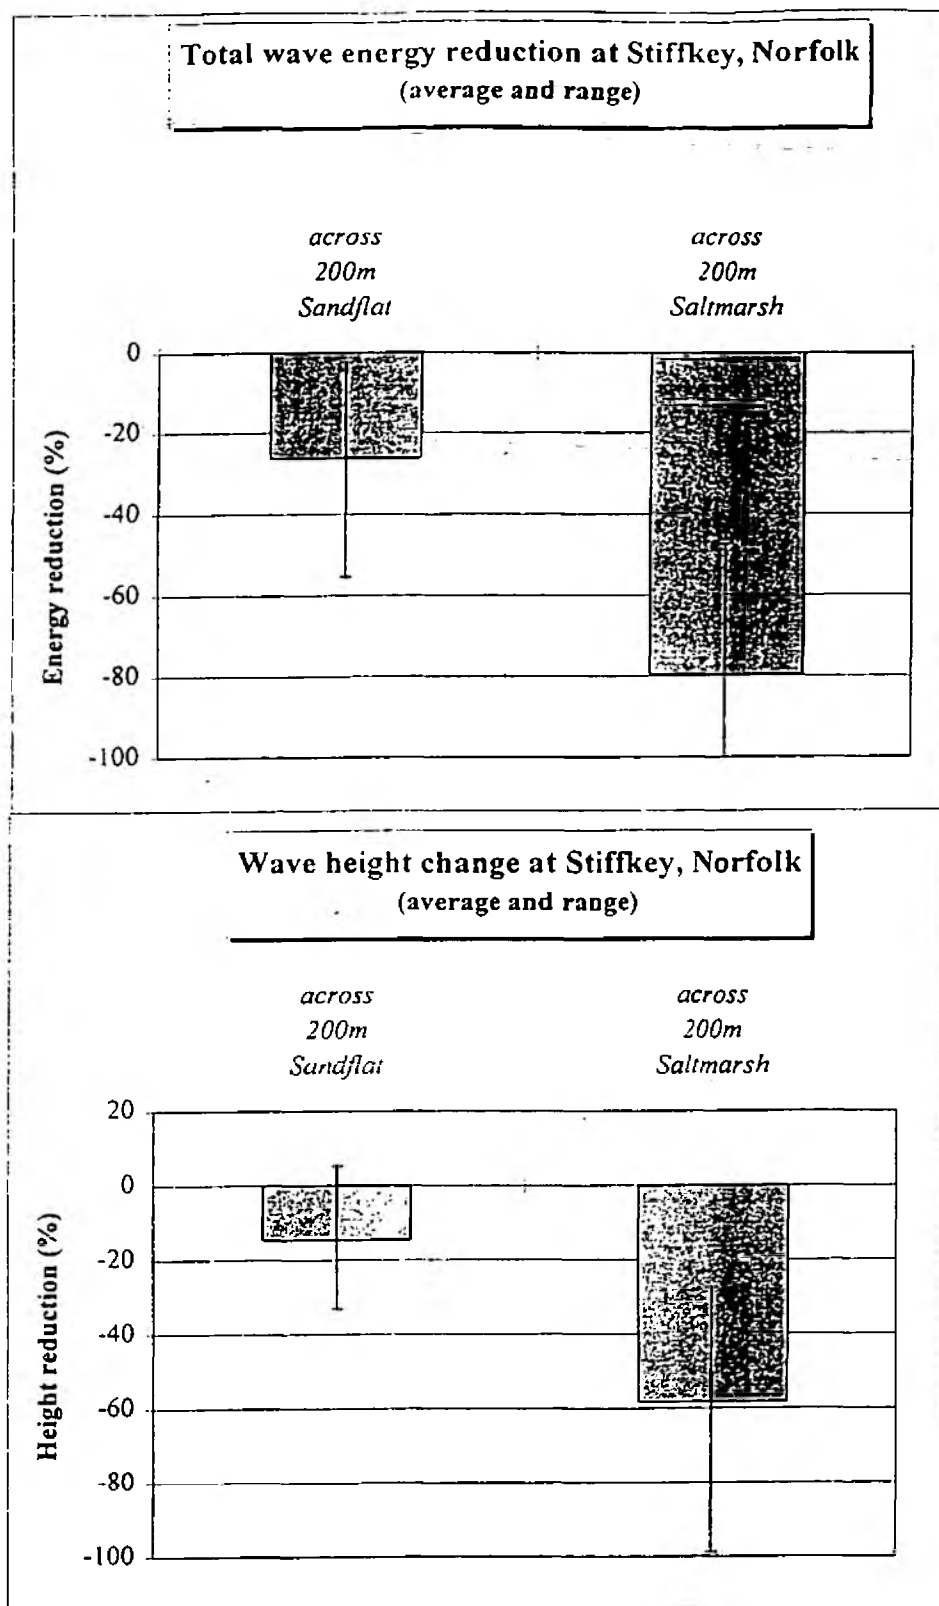 Total wave energy reduction at Stiffkey, Norfolk
(average and range)
across
200m
Sandflat
across
200m
Saltmarsh
Energy reduction (%)
0
-20
-40
-60
-80
-100
Wave height change at Stiffkey, Norfolk
(average and range)
across
200m
Sandflat
across
200m
Saltmarsh
Height reduction (%)
20
0
-20
-40
-60
-80
-100